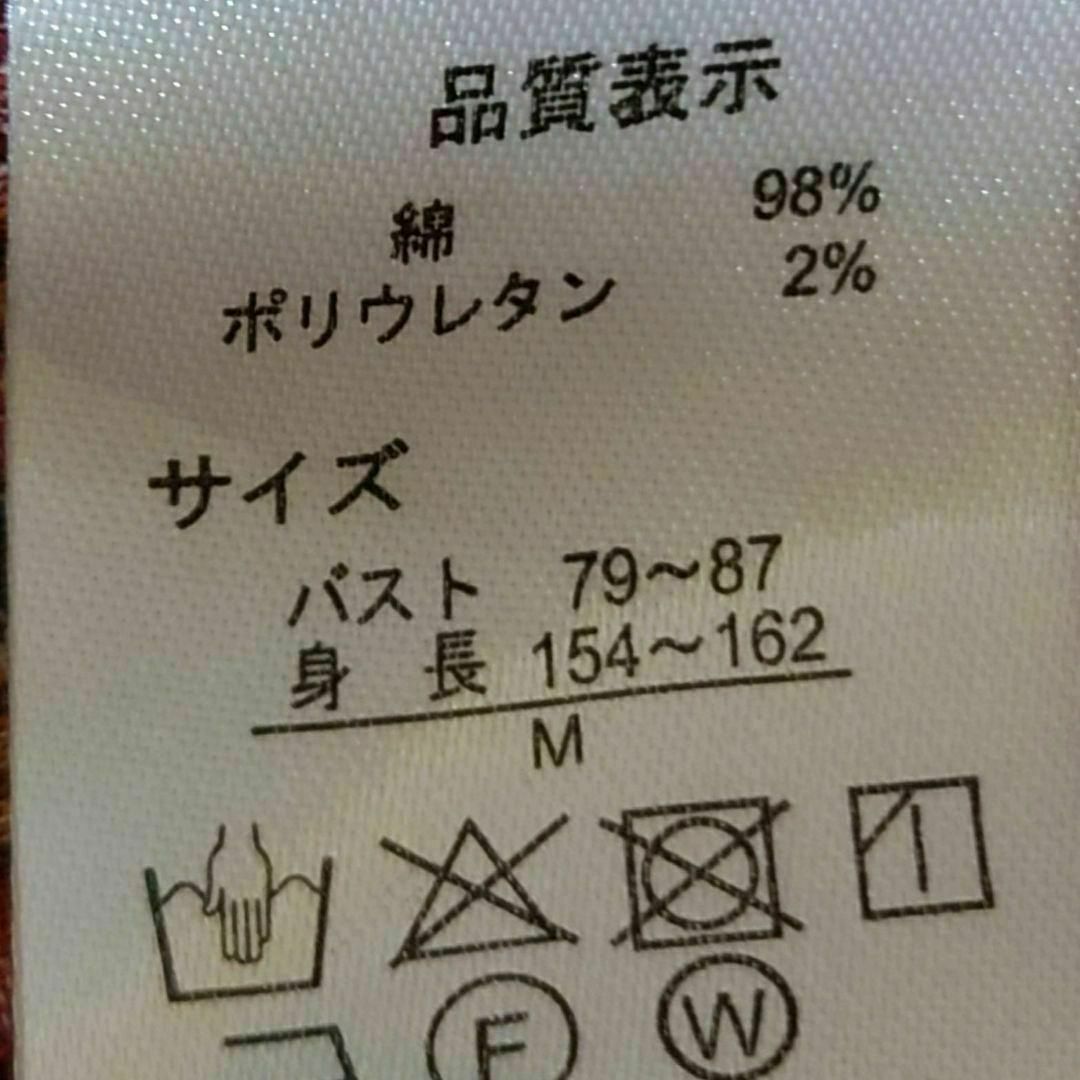 品質表示
綿 98%
ポリウレタン 2%
サイズ
バスト 79～87
身 長 154～162
M
F W